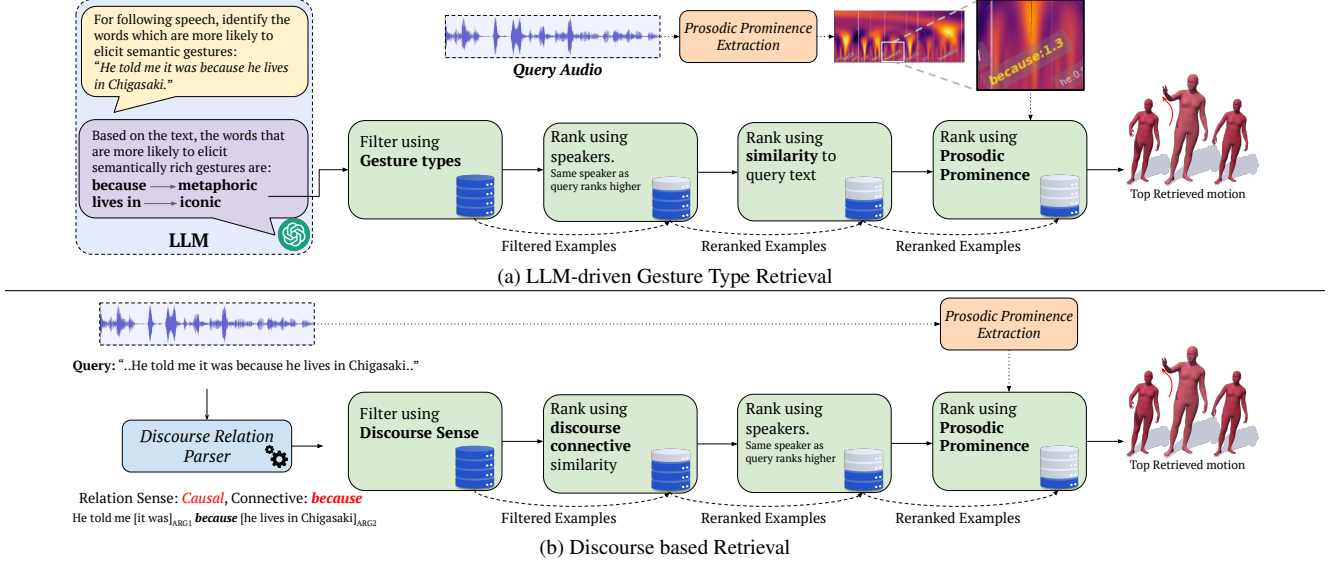 For following speech, identify the
words which are more likely to
elicit semantic gestures:
“He told me it was because he lives
in Chigasaki.”
Based on the text, the words that
are more likely to elicit
semantically rich gestures are:
because metaphoric
lives in iconic
LLM
Query Audio
Prosodic Prominence
Extraction
because:1.3
Filter using
Gesture types
Rank using
speakers.
Same speaker as
query ranks higher
Rank using
similarity to
query text
Rank using
Prosodic
Prominence
Top Retrieved motion
Filtered Examples
Reranked Examples
Reranked Examples
(a) LLM-driven Gesture Type Retrieval
Prosodic Prominence
Extraction
Query: “..He told me it was because he lives in Chigasaki..”
Discourse Relation
Parser
Relation Sense: Causal, Connective: because
He told me [it was]ARG1 because [he lives in Chigasaki]ARG2
Filter using
Discourse Sense
Rank using
discourse
connective
similarity
Rank using
speakers.
Same speaker as
query ranks higher
Rank using
Prosodic
Prominence
Top Retrieved motion
Filtered Examples
Reranked Examples
Reranked Examples
(b) Discourse based Retrieval